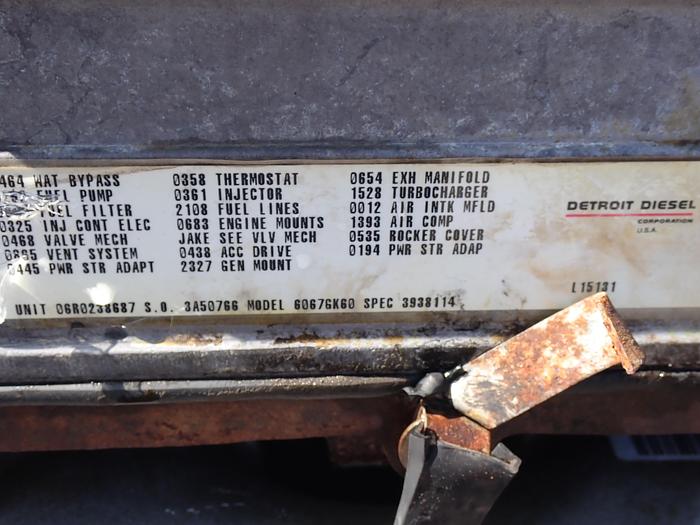 464 WAT BYPASS 0358 THERMOSTAT 0654 EXH MANIFOLD
FUEL PUMP 0361 INJECTOR 1528 TURBOCHARGER
FUEL FILTER 2108 FUEL LINES 0012 AIR INTK MFLD
0325 INJ CONT ELEC 0683 ENGINE MOUNTS 1393 AIR COMP
0468 VALVE MECH JAKE SEE VLV MECH 0535 ROCKER COVER
VENT SYSTEM 0438 ACC DRIVE 0194 PWR STR ADAP
0445 PWR STR ADAPT 2327 GEN MOUNT
DETROIT DIESEL
CORPORATION
U.S.A.
L15131
UNIT 06R0238687 S.O. 3A50766 MODEL 6067GK60 SPEC 3938114